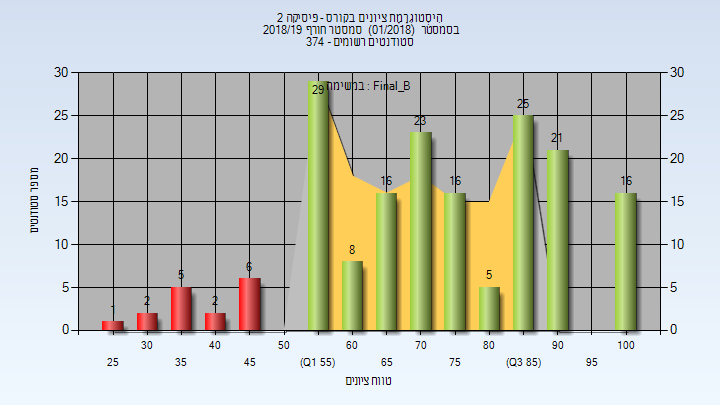 היסטוגרמת ציונים בקורס - פיסיקה 2
בסמסטר (01/2018) סמסטר חורף 2018/19
סטודנטים רשומים - 374
במשימה : Final_B
מספר סטודנטים
30 25 20 15 10 5 0
30 25 20 15 10 5 0
1 2 5 2 6 29 8 16 23 16 5 25 21 16
30 40 50 60 70 80 90 100
25 35 45 (Q1 55) 65 75 (Q3 85) 95
טווח ציונים